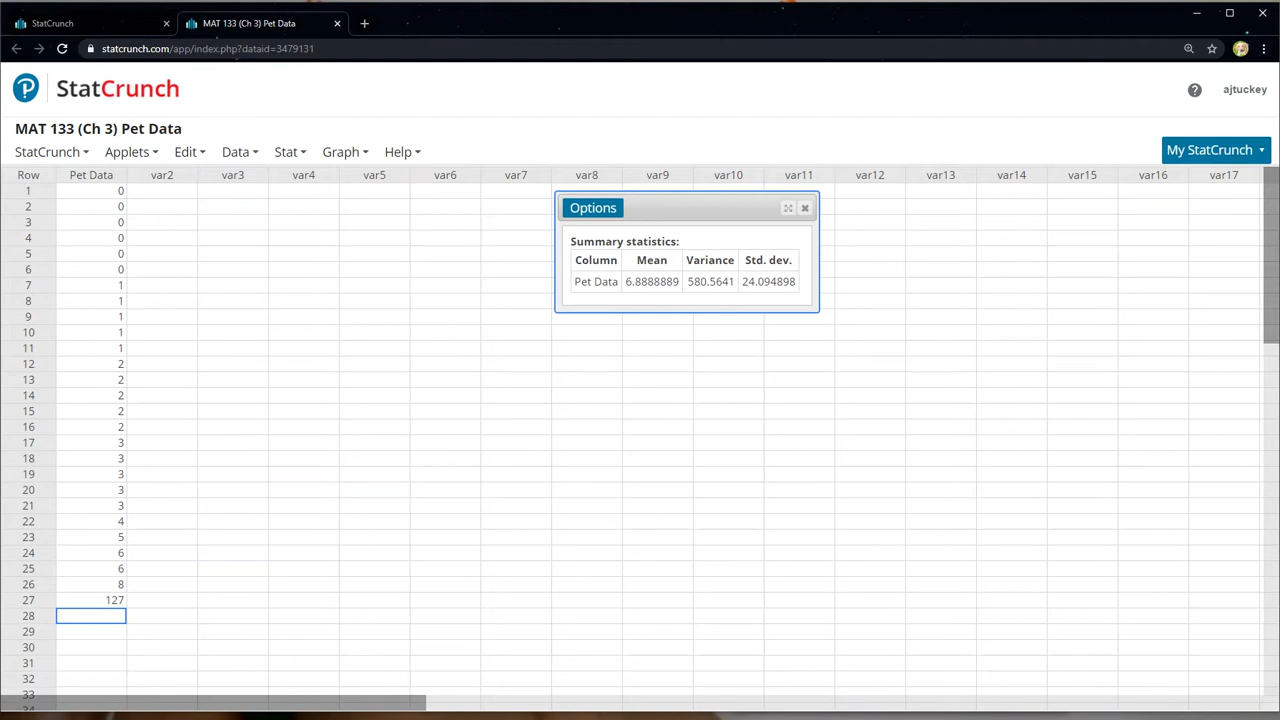 StatCrunch
MAT 133 (Ch 3) Pet Data
statcrunch.com/app/index.php?dataid=3479131
P StatCrunch
ajtuckey
MAT 133 (Ch 3) Pet Data
StatCrunch Applets Edit Data Stat Graph Help
My StatCrunch
Row Pet Data var2 var3 var4 var5 var6 var7 var8 var9 var10 var11 var12 var13 var14 var15 var16 var17
1 0
2 0
3 0
4 0
5 0
6 0
7 1
8 1
9 1
10 1
11 1
12 2
13 2
14 2
15 2
16 2
17 3
18 3
19 3
20 3
21 3
22 4
23 5
24 6
25 6
26 8
27 127
28
29
30
31
32
33
34
Options
Summary statistics:
Column Mean Variance Std. dev.
Pet Data 6.8888889 580.5641 24.094898